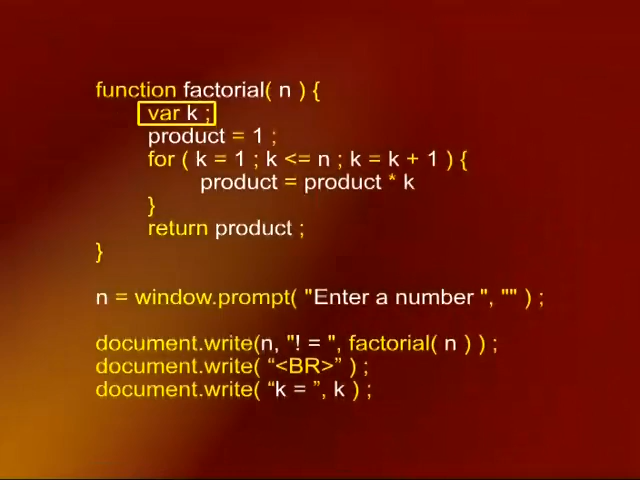 function factorial( n ) {
var k ;
product = 1 ;
for ( k = 1 ; k <= n ; k = k + 1 ) {
product = product * k
}
return product ;
}
n = window.prompt( "Enter a number ", "" ) ;
document.write(n, "! = ", factorial( n ) ) ;
document.write( “<BR>” ) ;
document.write( “k = ”, k ) ;